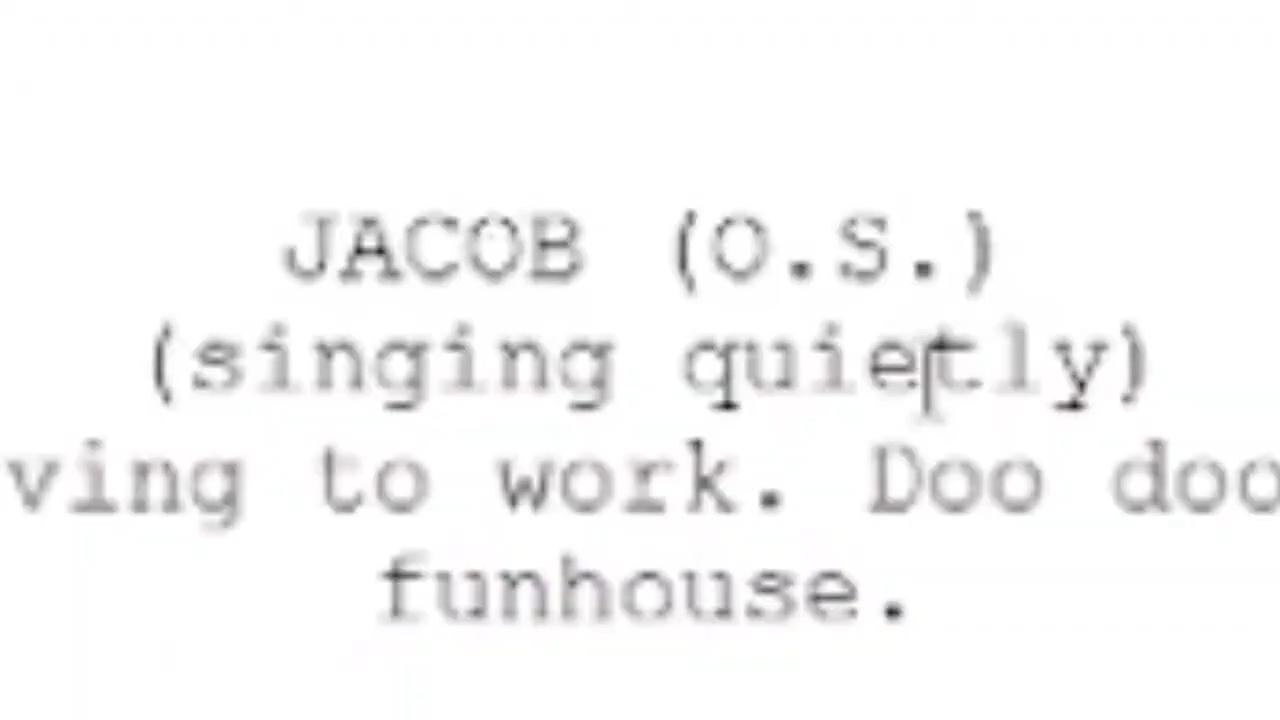 JACOB (O.S.)
(singing quietly)
ving to work. Doo doo
funhouse.